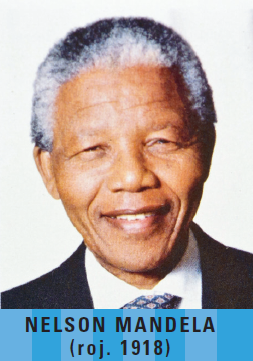 NELSON MANDELA
(roj. 1918)